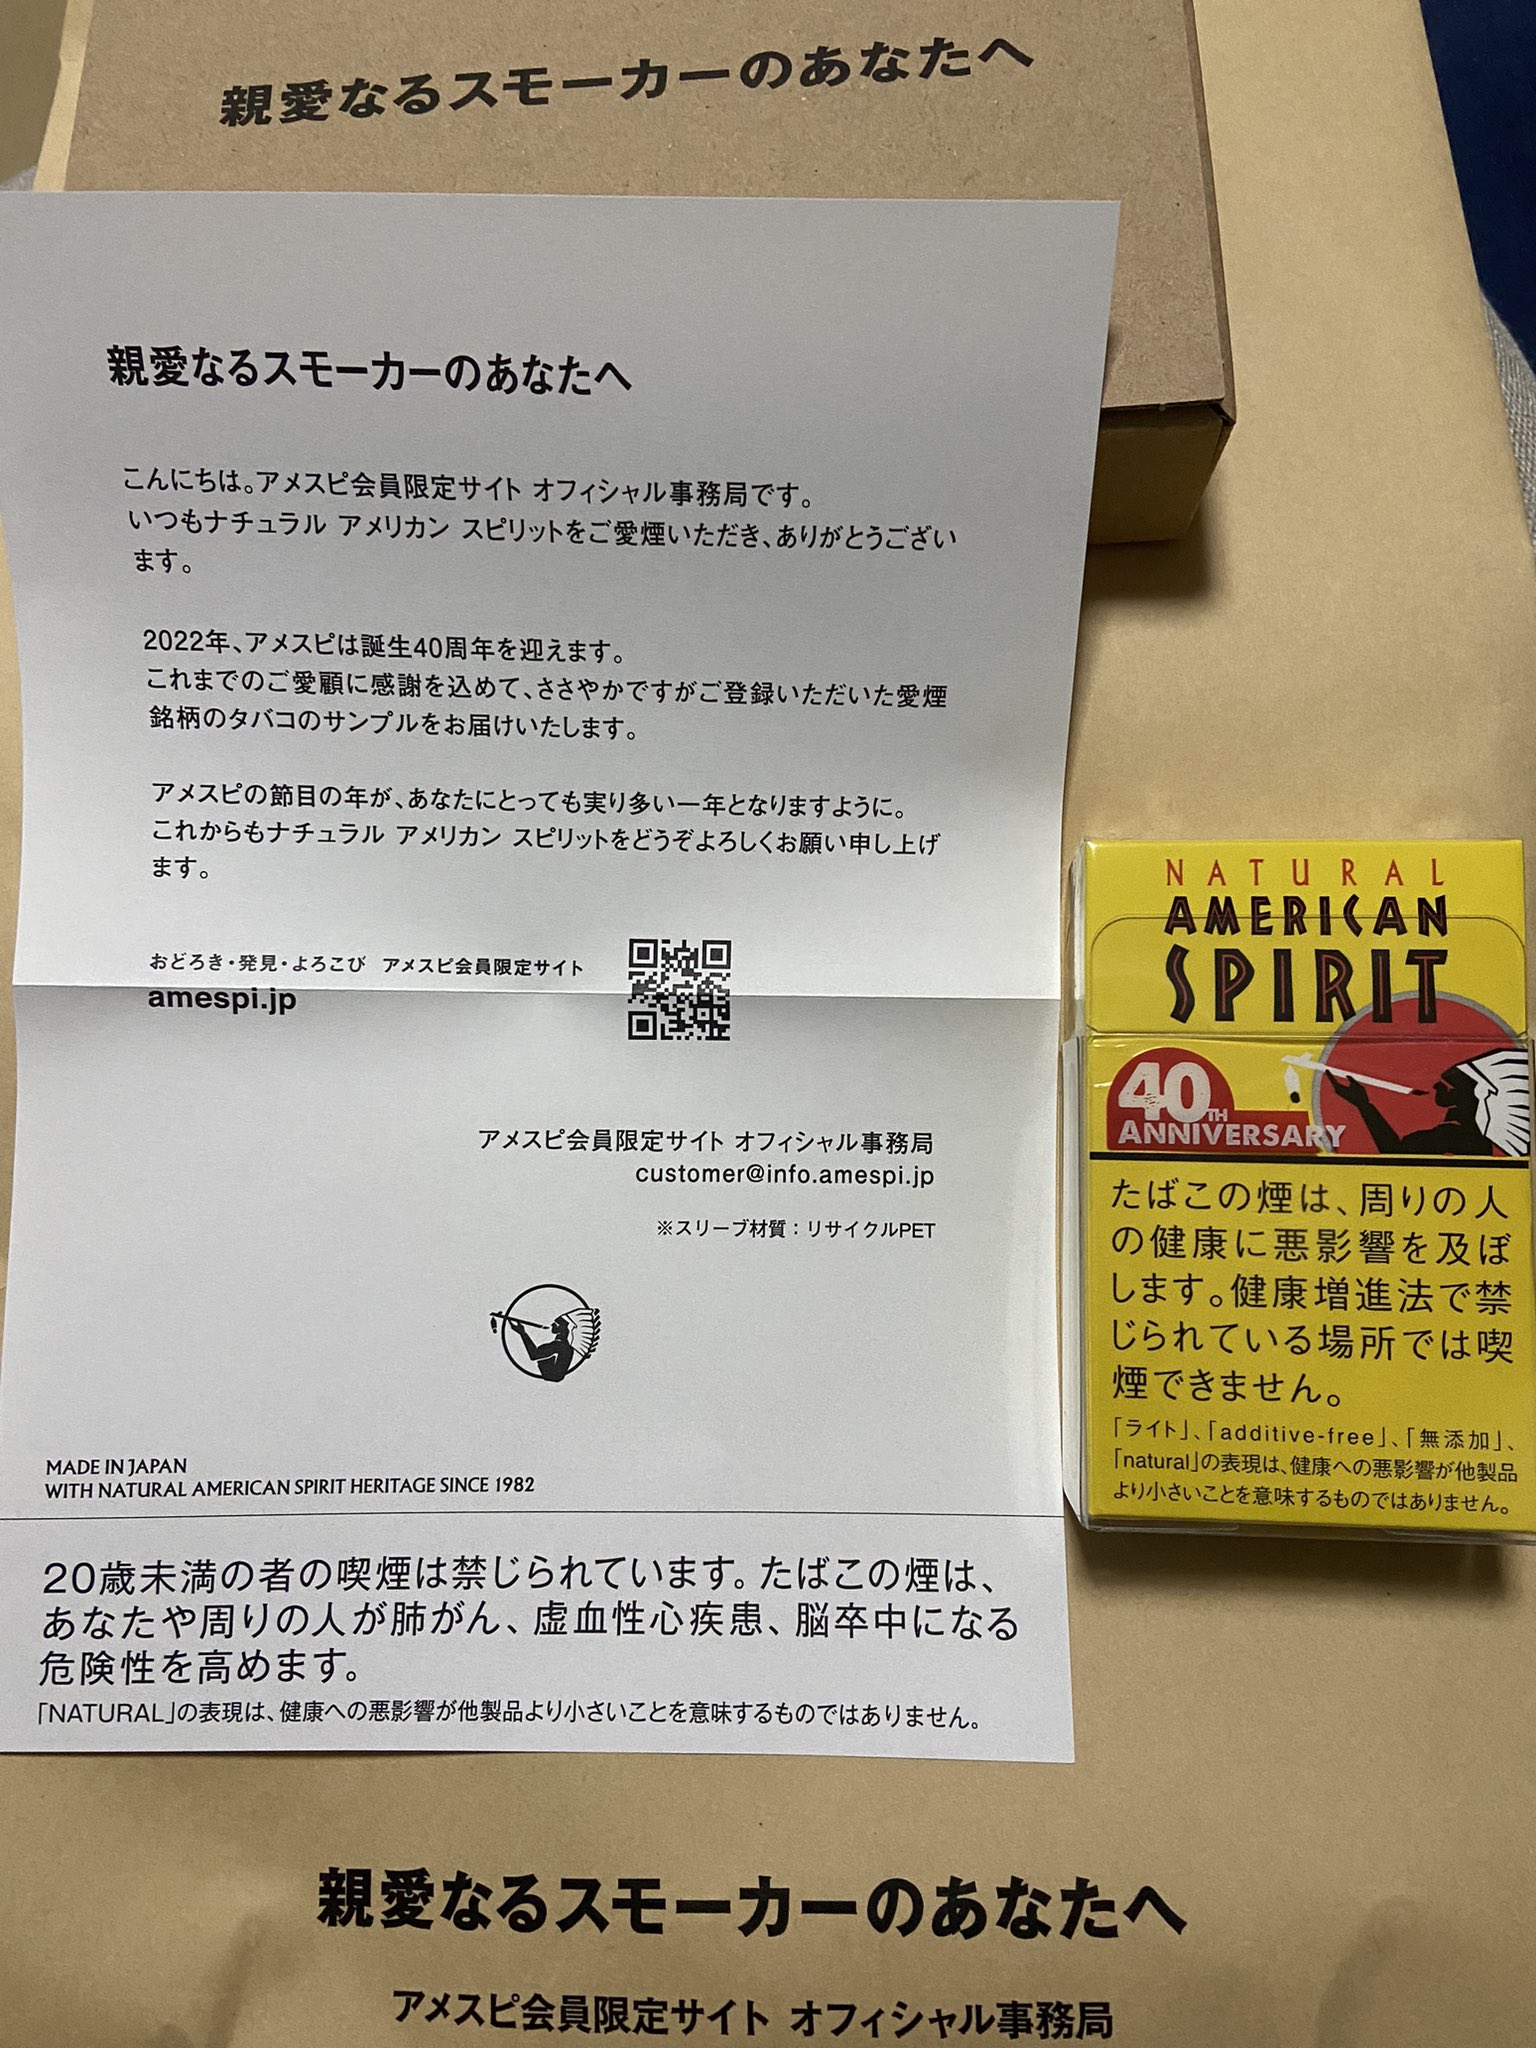 親愛なるスモーカーのあなたへ
親愛なるスモーカーのあなたへ
こんにちは。アメスピ会員限定サイト オフィシャル事務局です。
いつもナチュラル アメリカン スピリットをご愛煙いただき、ありがとうござい
ます。
2022年、アメスピは誕生40周年を迎えます。
これまでのご愛顧に感謝を込めて、ささやかですがご登録いただいた愛煙
銘柄のタバコのサンプルをお届けいたします。
アメスピの節目の年が、あなたにとっても実り多い一年となりますように。
これからもナチュラル アメリカン スピリットをどうぞよろしくお願い申し上げ
ます。
おどろき・発見・よろこび アメスピ会員限定サイト
amespi.jp
アメスピ会員限定サイト オフィシャル事務局
customer@info.amespi.jp
※スリーブ材質：リサイクルPET
MADE IN JAPAN
WITH NATURAL AMERICAN SPIRIT HERITAGE SINCE 1982
20歳未満の者の喫煙は禁じられています。たばこの煙は、
あなたや周りの人が肺がん、虚血性心疾患、脳卒中になる
危険性を高めます。
「NATURAL」の表現は、健康への悪影響が他製品より小さいことを意味するものではありません。
NATURAL
AMERICAN
SPIRIT
40TH
ANNIVERSARY
たばこの煙は、周りの人
の健康に悪影響を及ぼ
します。健康増進法で禁
じられている場所では喫
煙できません。
「ライト」、「additive-free」、「無添加」、
「natural」の表現は、健康への悪影響が他製品
より小さいことを意味するものではありません。
親愛なるスモーカーのあなたへ
アメスピ会員限定サイト オフィシャル事務局